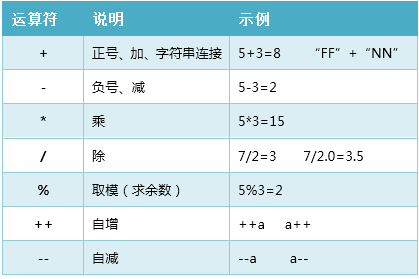 运算符 说明 示例
+ 正号、加、字符串连接 5+3=8 “FF”+“NN”
- 负号、减 5-3=2
* 乘 5*3=15
/ 除 7/2=3 7/2.0=3.5
% 取模（求余数） 5%3=2
++ 自增 ++a a++
-- 自减 --a a--